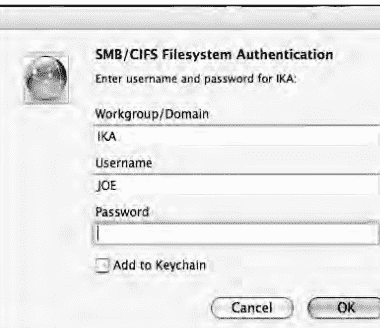 SMB/CIFS Filesystem Authentication
Enter username and password for IKA:
Workgroup/Domain
IKA
Username
JOE
Password
Add to Keychain
Cancel OK